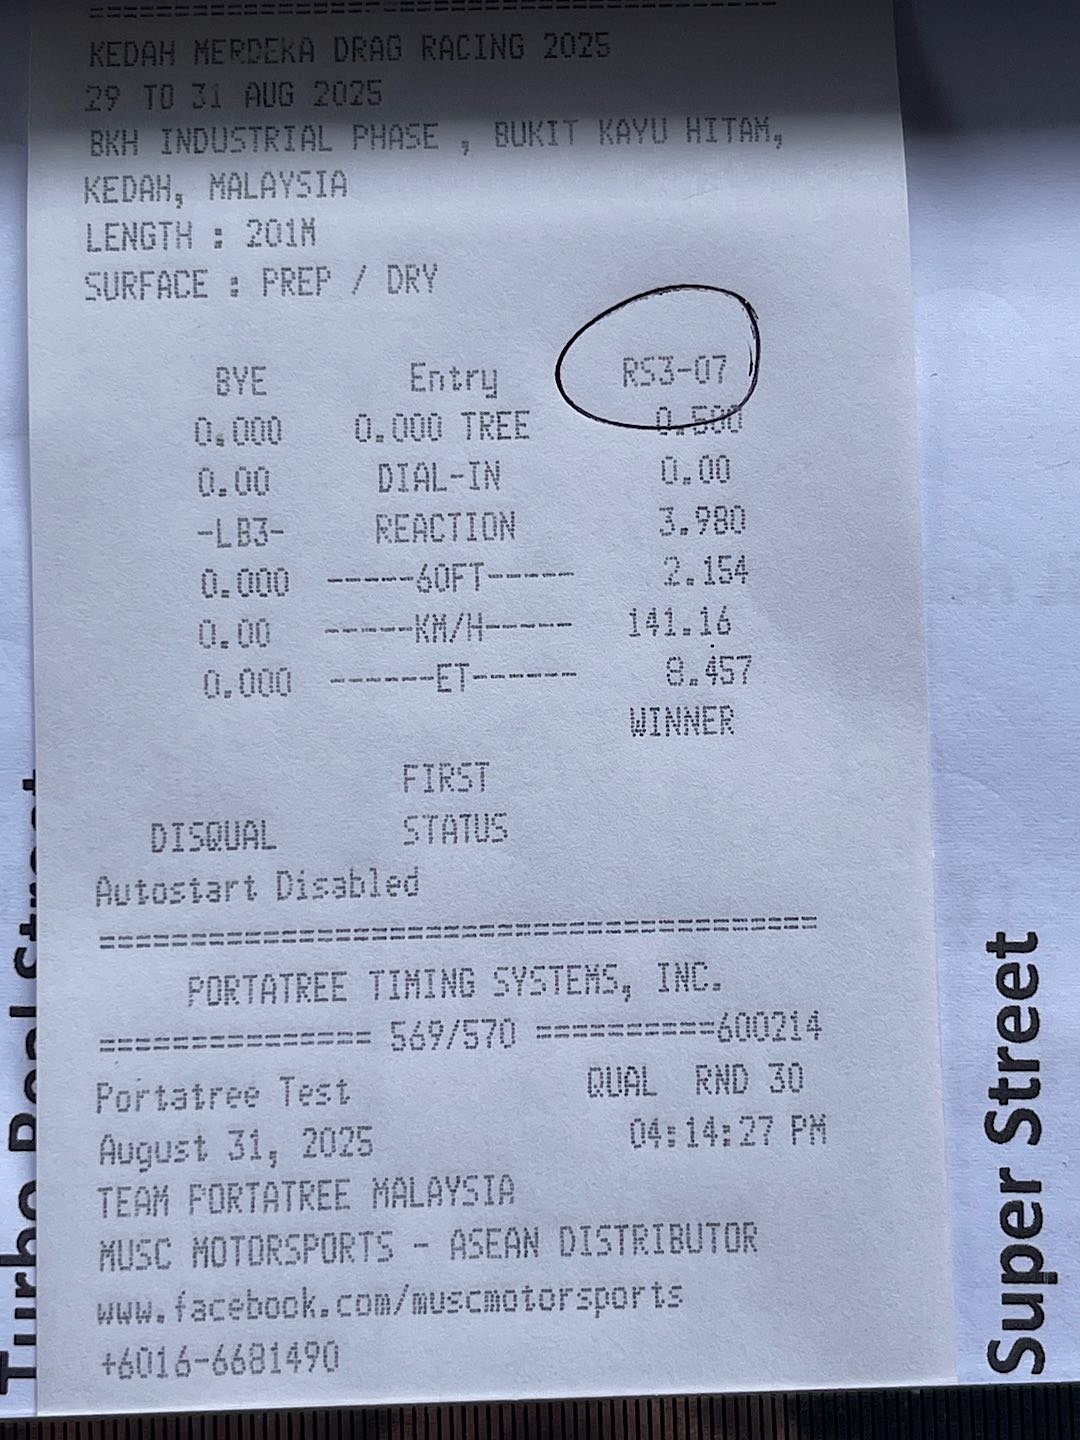 =======================================
KEDAH MERDEKA DRAG RACING 2025
29 TO 31 AUG 2025
BKH INDUSTRIAL PHASE , BUKIT KAYU HITAM,
KEDAH, MALAYSIA
LENGTH : 201M
SURFACE : PREP / DRY
BYE Entry RS3-07
0.000 0.000 TREE 0.500
0.00 DIAL-IN 0.00
-LB3- REACTION 3.980
0.000 -----60FT----- 2.154
0.00 -----KM/H----- 141.16
0.000 ------ET------ 8.457
WINNER
FIRST
DISQUAL STATUS
Autostart Disabled
========================================
PORTATREE TIMING SYSTEMS, INC.
=============== 569/570 ==========600214
Portatree Test QUAL RND 30
August 31, 2025 04:14:27 PM
TEAM PORTATREE MALAYSIA
MUSC MOTORSPORTS - ASEAN DISTRIBUTOR
www.facebook.com/muscmotorsports
+6016-6681490
Super Street